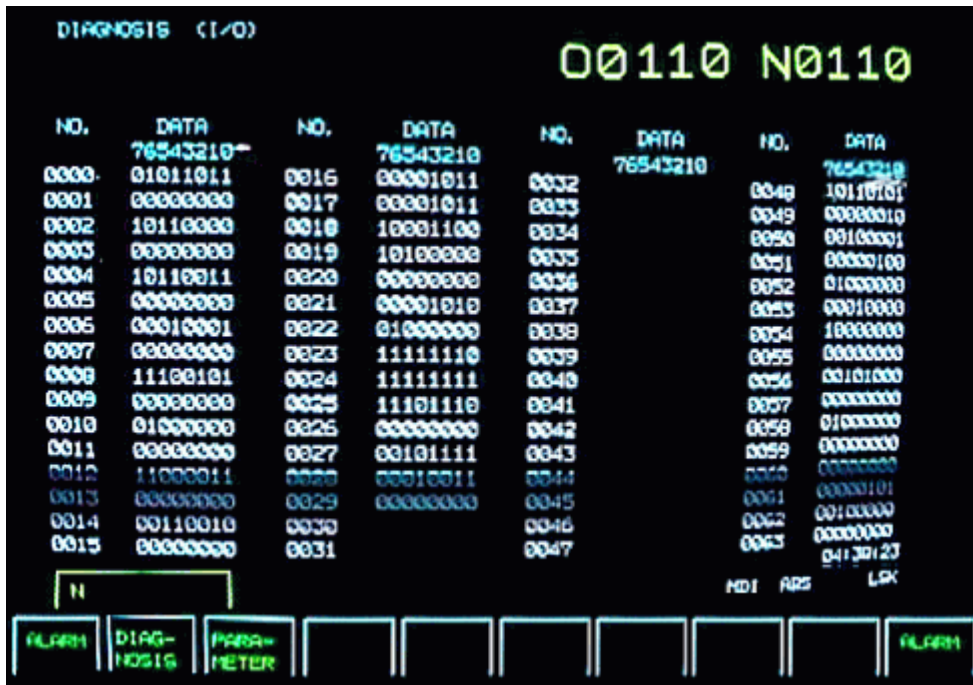 DIAGNOSIS (I/O)
O0110 N0110
NO. DATA NO. DATA NO. DATA NO. DATA
76543210 76543210 76543210 76543210
0000 01011011 0016 00001011 0032 0048 10110101
0001 00000000 0017 00001011 0033 0049 00000010
0002 10110000 0018 10001100 0034 0050 00100001
0003 00000000 0019 10100000 0035 0051 00000100
0004 10110011 0020 00000000 0036 0052 01000000
0005 00000000 0021 00001010 0037 0053 00010000
0006 00010001 0022 01000000 0038 0054 10000000
0007 00000000 0023 11111110 0039 0055 00000000
0008 11100101 0024 11111111 0040 0056 00101000
0009 00000000 0025 11101110 0041 0057 00000000
0010 01000000 0026 00000000 0042 0058 01000000
0011 00000000 0027 00101111 0043 0059 00000000
0012 11000011 0028 00010011 0044 0060 00000000
0013 00000000 0029 00000000 0045 0061 00000101
0014 00110010 0030 0046 0062 00100000
0015 00000000 0031 0047 0063 00000000
04:30:23
N MDI ABS LSK
ALARM DIAG- PARA- ALARM
NOSIS METER